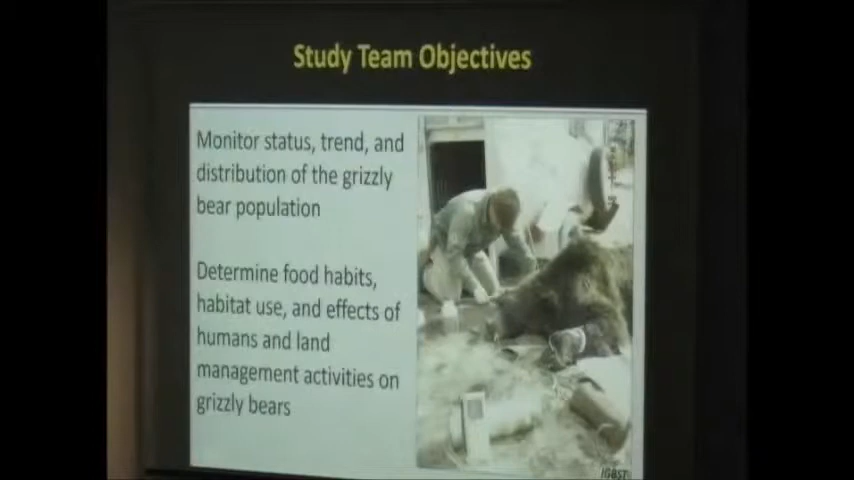 Study Team Objectives
Monitor status, trend, and
distribution of the grizzly
bear population
Determine food habits,
habitat use, and effects of
humans and land
management activities on
grizzly bears
IGBST